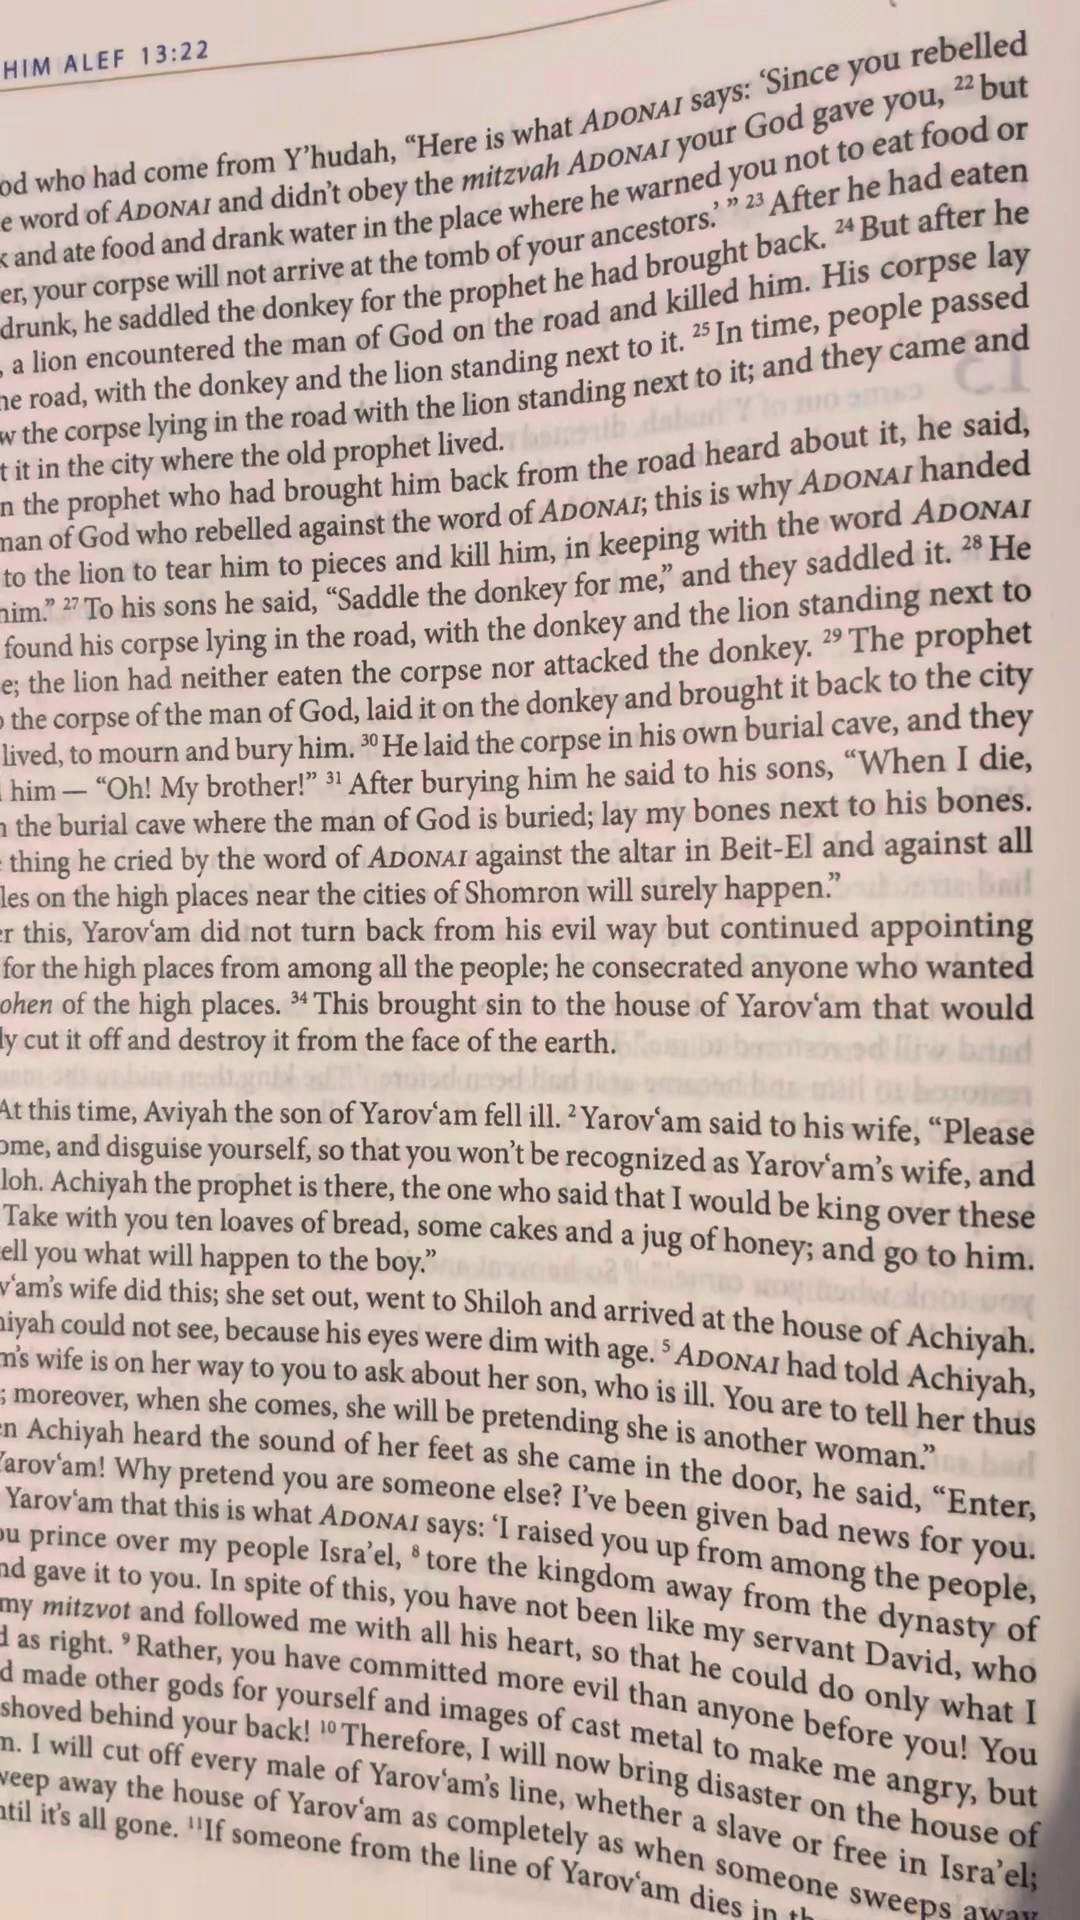 HIM ALEF 13:22
od who had come from Y’hudah, “Here is what ADONAI says: ‘Since you rebelled
e word of ADONAI and didn’t obey the mitzvah ADONAI your God gave you, 22 but
k and ate food and drank water in the place where he warned you not to eat food or
er, your corpse will not arrive at the tomb of your ancestors.’ ” 23 After he had eaten
drunk, he saddled the donkey for the prophet he had brought back. 24 But after he
, a lion encountered the man of God on the road and killed him. His corpse lay
he road, with the donkey and the lion standing next to it. 25 In time, people passed
w the corpse lying in the road with the lion standing next to it; and they came and
t it in the city where the old prophet lived.
n the prophet who had brought him back from the road heard about it, he said,
man of God who rebelled against the word of ADONAI; this is why ADONAI handed
to the lion to tear him to pieces and kill him, in keeping with the word ADONAI
him.” 27 To his sons he said, “Saddle the donkey for me,” and they saddled it. 28 He
found his corpse lying in the road, with the donkey and the lion standing next to
e; the lion had neither eaten the corpse nor attacked the donkey. 29 The prophet
the corpse of the man of God, laid it on the donkey and brought it back to the city
lived, to mourn and bury him. 30 He laid the corpse in his own burial cave, and they
him — “Oh! My brother!” 31 After burying him he said to his sons, “When I die,
n the burial cave where the man of God is buried; lay my bones next to his bones.
thing he cried by the word of ADONAI against the altar in Beit-El and against all
les on the high places near the cities of Shomron will surely happen.”
er this, Yarov‘am did not turn back from his evil way but continued appointing
for the high places from among all the people; he consecrated anyone who wanted
ohen of the high places. 34 This brought sin to the house of Yarov‘am that would
ly cut it off and destroy it from the face of the earth.
At this time, Aviyah the son of Yarov‘am fell ill. 2 Yarov‘am said to his wife, “Please
ome, and disguise yourself, so that you won’t be recognized as Yarov‘am’s wife, and
loh. Achiyah the prophet is there, the one who said that I would be king over these
Take with you ten loaves of bread, some cakes and a jug of honey; and go to him.
ell you what will happen to the boy.”
v‘am’s wife did this; she set out, went to Shiloh and arrived at the house of Achiyah.
hiyah could not see, because his eyes were dim with age. 5 ADONAI had told Achiyah,
m’s wife is on her way to you to ask about her son, who is ill. You are to tell her thus
; moreover, when she comes, she will be pretending she is another woman.”
en Achiyah heard the sound of her feet as she came in the door, he said, “Enter,
Yarov‘am! Why pretend you are someone else? I’ve been given bad news for you.
Yarov‘am that this is what ADONAI says: ‘I raised you up from among the people,
ou prince over my people Isra’el, 8 tore the kingdom away from the dynasty of
nd gave it to you. In spite of this, you have not been like my servant David, who
my mitzvot and followed me with all his heart, so that he could do only what I
d as right. 9 Rather, you have committed more evil than anyone before you! You
d made other gods for yourself and images of cast metal to make me angry, but
shoved behind your back! 10 Therefore, I will now bring disaster on the house of
m. I will cut off every male of Yarov‘am’s line, whether a slave or free in Isra’el;
weep away the house of Yarov‘am as completely as when someone sweeps away
ntil it’s all gone. 11 If someone from the line of Yarov‘am dies in th